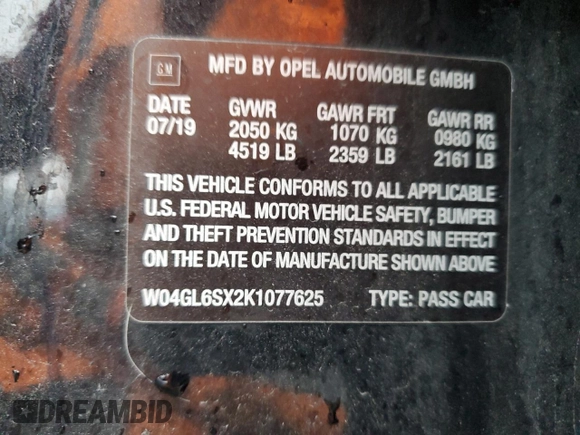 GM
MFD BY OPEL AUTOMOBILE GMBH
DATE GVWR GAWR FRT GAWR RR
07/19 2050 KG 1070 KG 0980 KG
4519 LB 2359 LB 2161 LB
THIS VEHICLE CONFORMS TO ALL APPLICABLE
U.S. FEDERAL MOTOR VEHICLE SAFETY, BUMPER
AND THEFT PREVENTION STANDARDS IN EFFECT
ON THE DATE OF MANUFACTURE SHOWN ABOVE
W04GL6SX2K1077625 TYPE: PASS CAR
DREAMBID